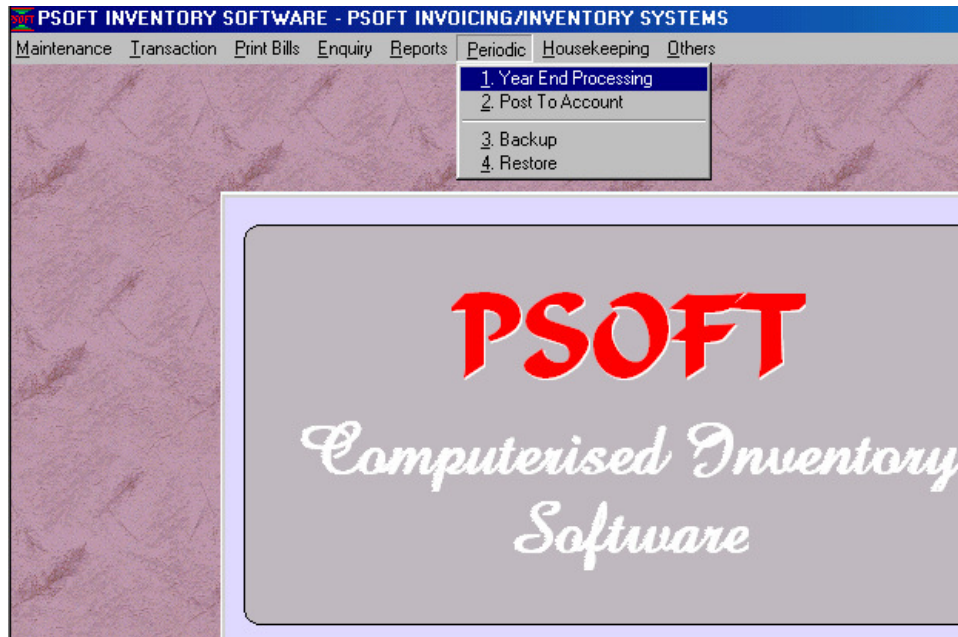 PSOFT INVENTORY SOFTWARE - PSOFT INVOICING/INVENTORY SYSTEMS
Maintenance Transaction Print Bills Enquiry Reports Periodic Housekeeping Others
1. Year End Processing
2. Post To Account
3. Backup
4. Restore
PSOFT
Computerised Inventory
Software